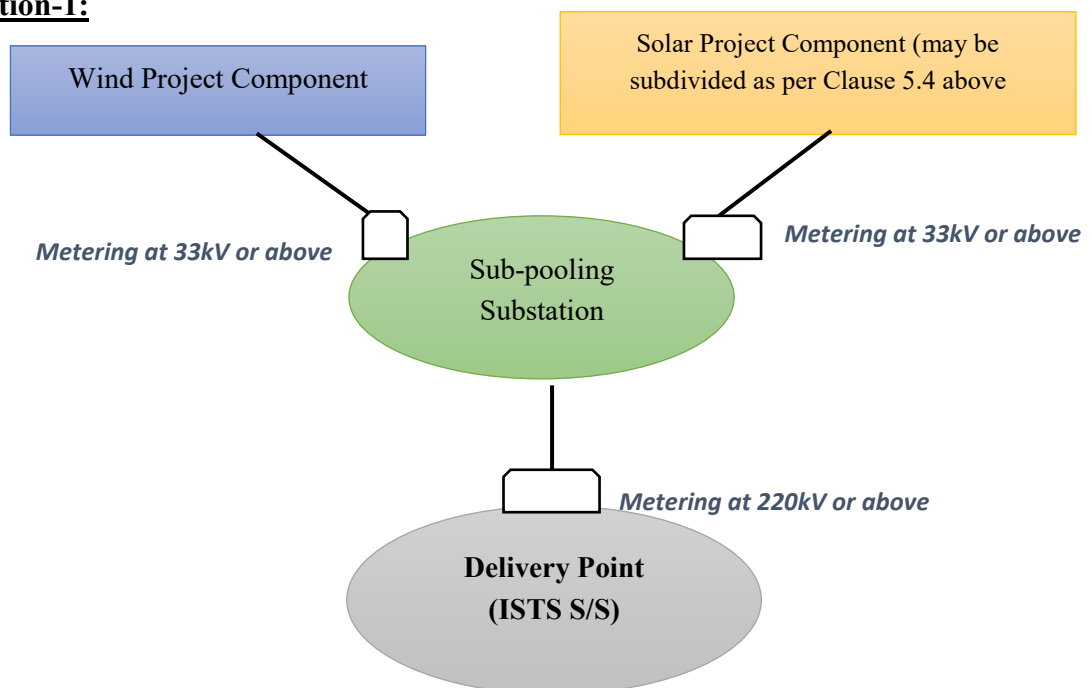 tion-1:
Wind Project Component
Solar Project Component (may be
subdivided as per Clause 5.4 above
Metering at 33kV or above
Metering at 33kV or above
Sub-pooling
Substation
Metering at 220kV or above
Delivery Point
(ISTS S/S)